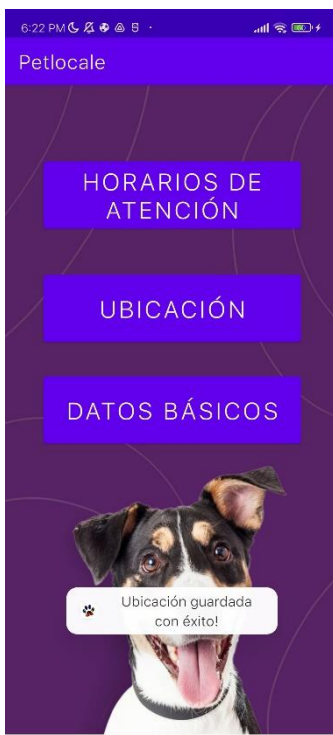 6:22 PM
Petlocale
HORARIOS DE
ATENCIÓN
UBICACIÓN
DATOS BÁSICOS
Ubicación guardada
con éxito!